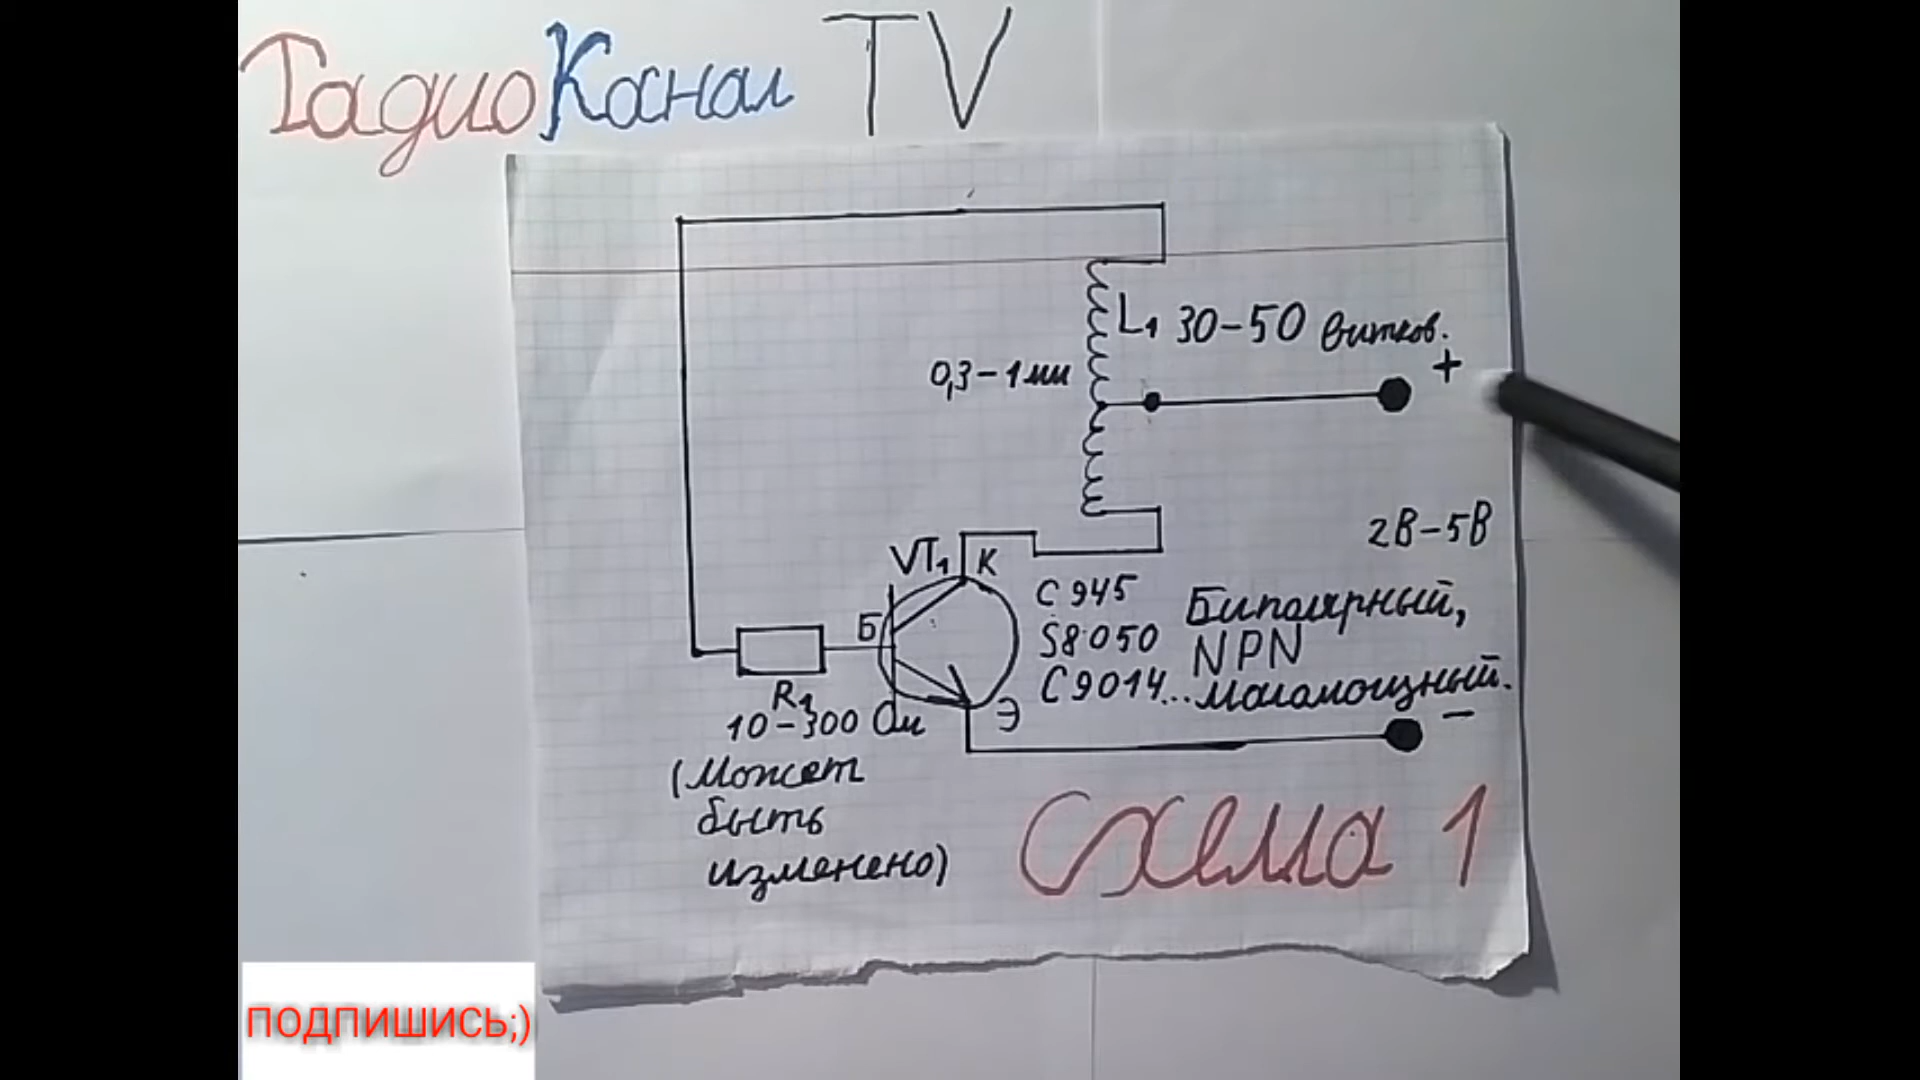 РадиоКанал TV
L1 30-50 витков.
0,3-1мм
+
2В-5В
VT1 К
Б
Э
C945
S8050
C9014...
Биполярный,
NPN
Маломощный.
-
R1
10-300 Ом
(Может
быть
изменено)
Схема 1
ПОДПИШИСЬ;)